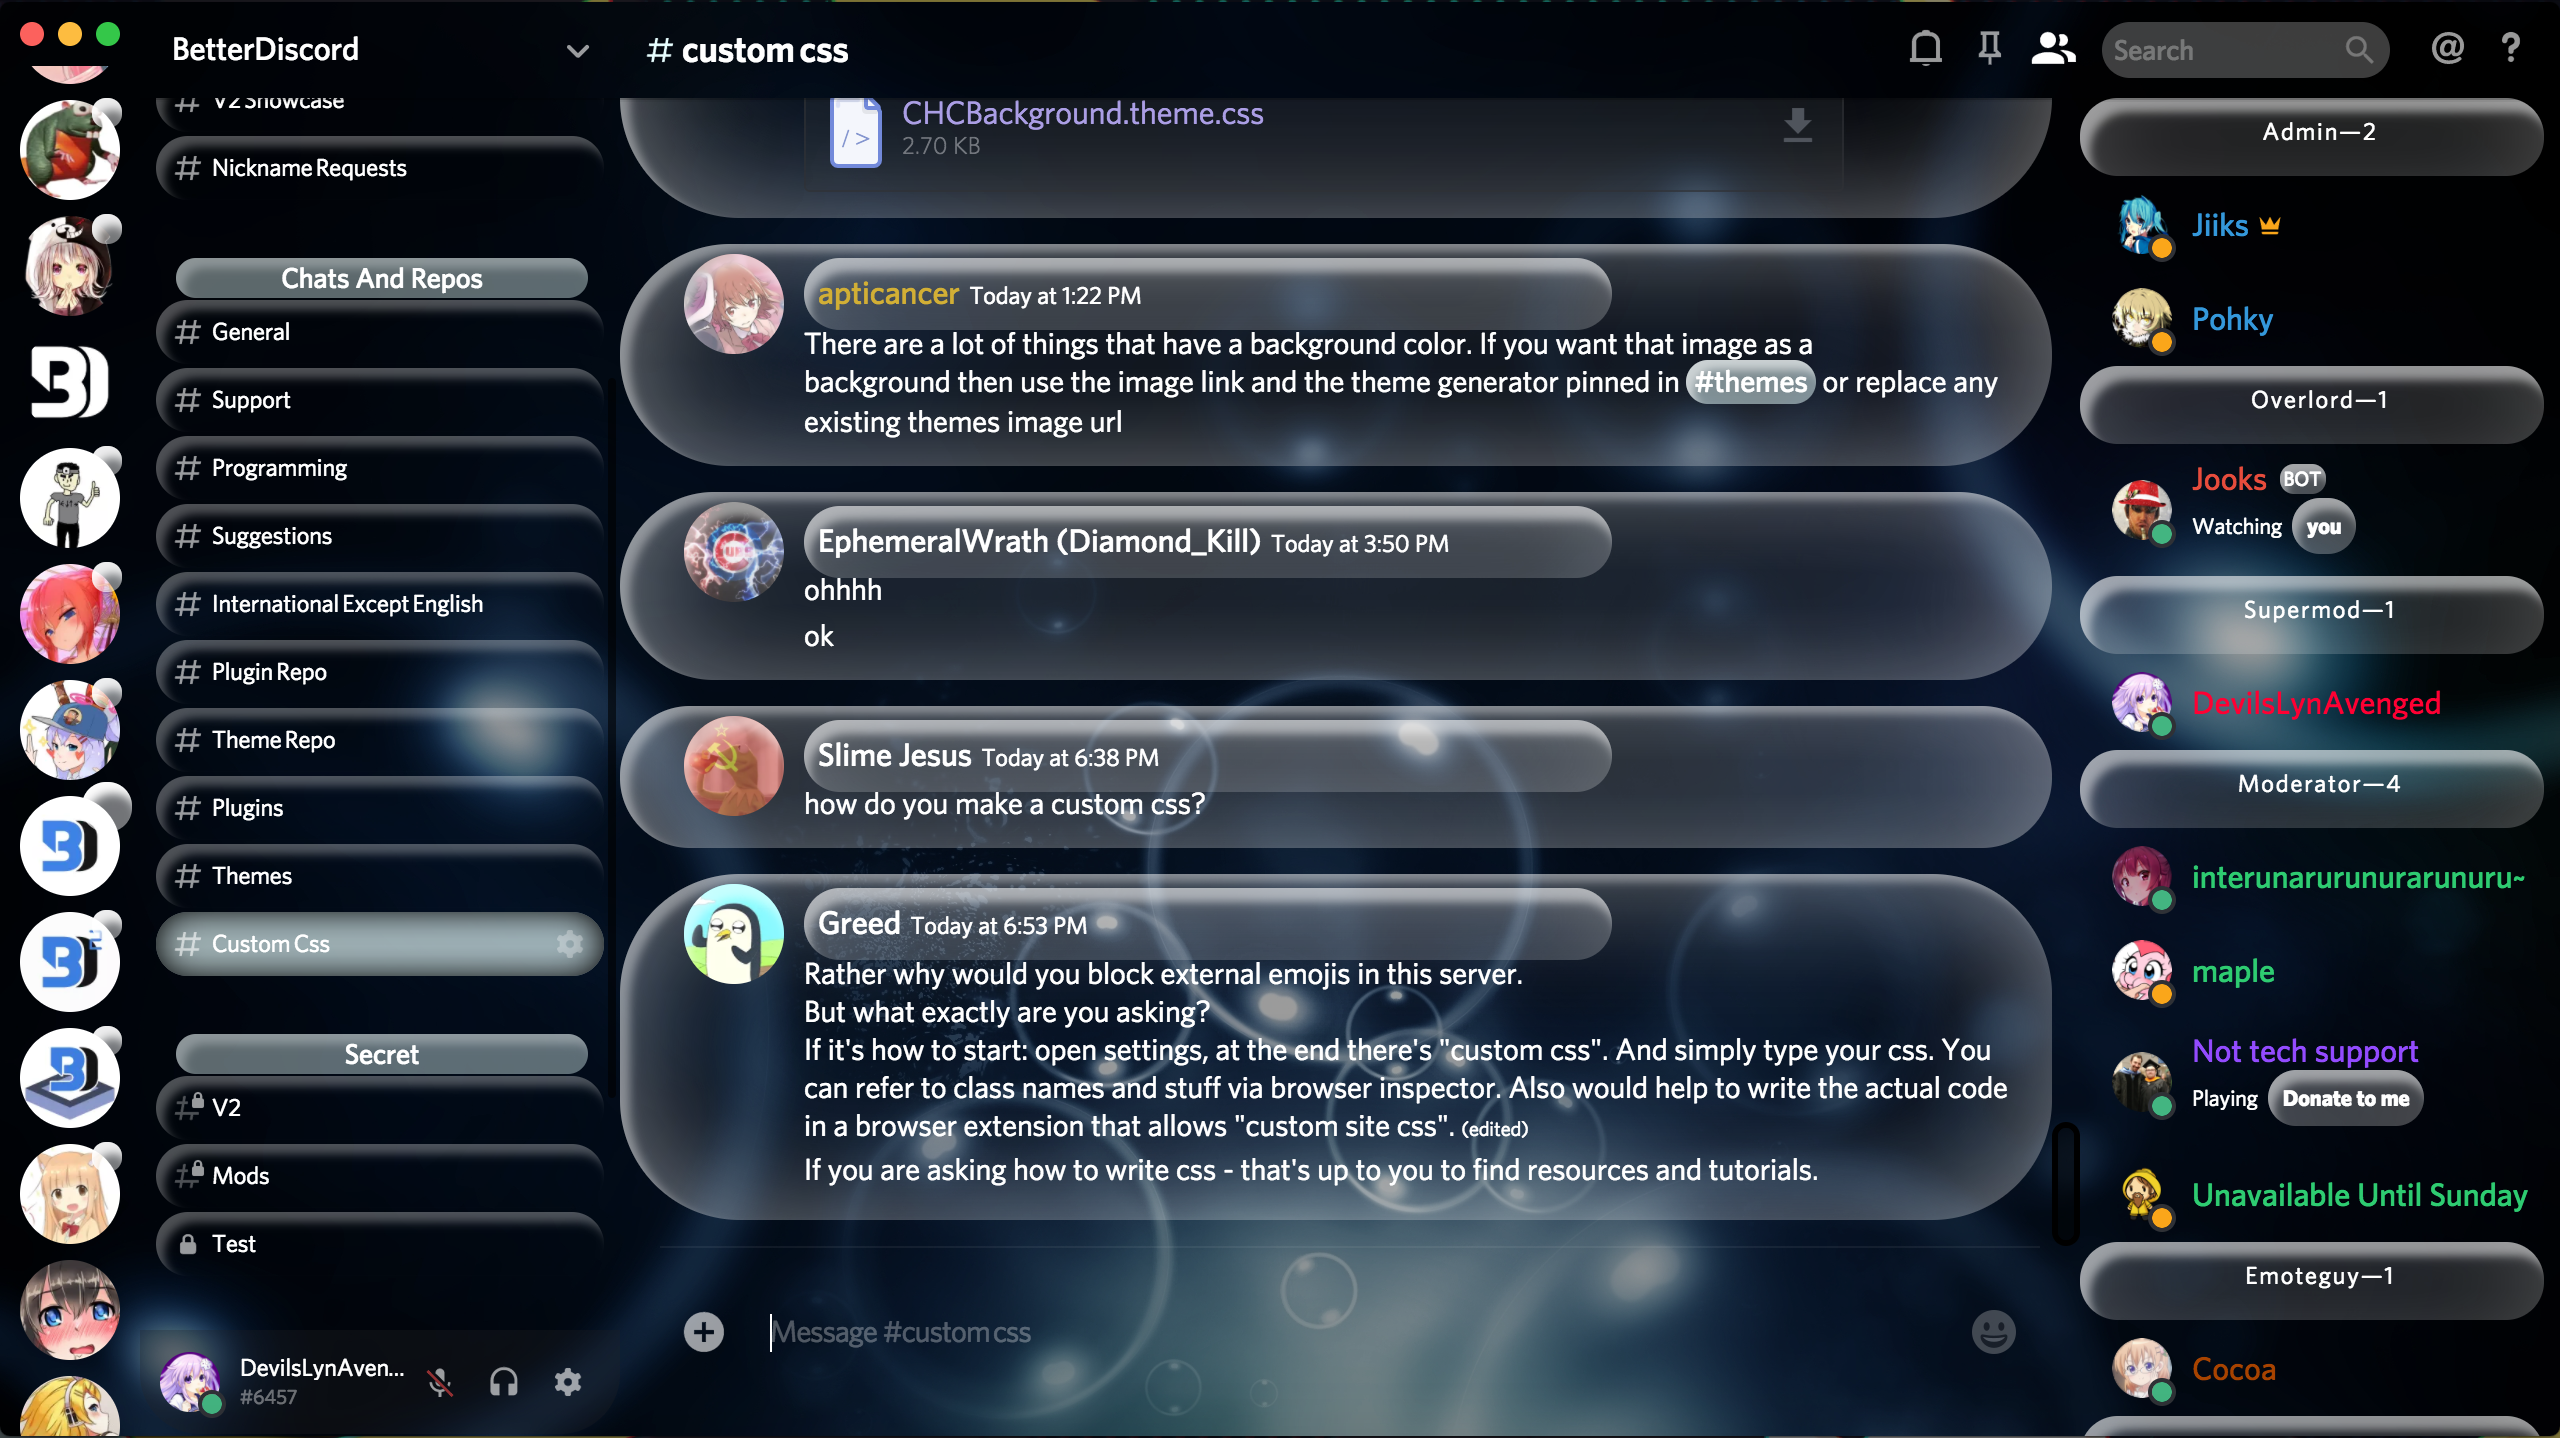 BetterDiscord
V2 Showcase
# Nickname Requests
Chats And Repos
# General
# Support
# Programming
# Suggestions
# International Except English
# Plugin Repo
# Theme Repo
# Plugins
# Themes
# Custom Css
Secret
# V2
# Mods
Test
DevilsLynAven...
#6457
# custom css
Search
@ ?
CHCBackground.theme.css
2.70 KB
apticancer Today at 1:22 PM
There are a lot of things that have a background color. If you want that image as a
background then use the image link and the theme generator pinned in #themes or replace any
existing themes image url
EphemeralWrath (Diamond_Kill) Today at 3:50 PM
ohhhh
ok
Slime Jesus Today at 6:38 PM
how do you make a custom css?
Greed Today at 6:53 PM
Rather why would you block external emojis in this server.
But what exactly are you asking?
If it's how to start: open settings, at the end there's "custom css". And simply type your css. You
can refer to class names and stuff via browser inspector. Also would help to write the actual code
in a browser extension that allows "custom site css". (edited)
If you are asking how to write css - that's up to you to find resources and tutorials.
Message #custom css
Admin—2
Jiiks
Pohky
Overlord—1
Jooks BOT
Watching you
Supermod—1
DevilsLynAvenged
Moderator—4
interunarurunurarunuru~
maple
Not tech support
Playing Donate to me
Unavailable Until Sunday
Emoteguy—1
Cocoa